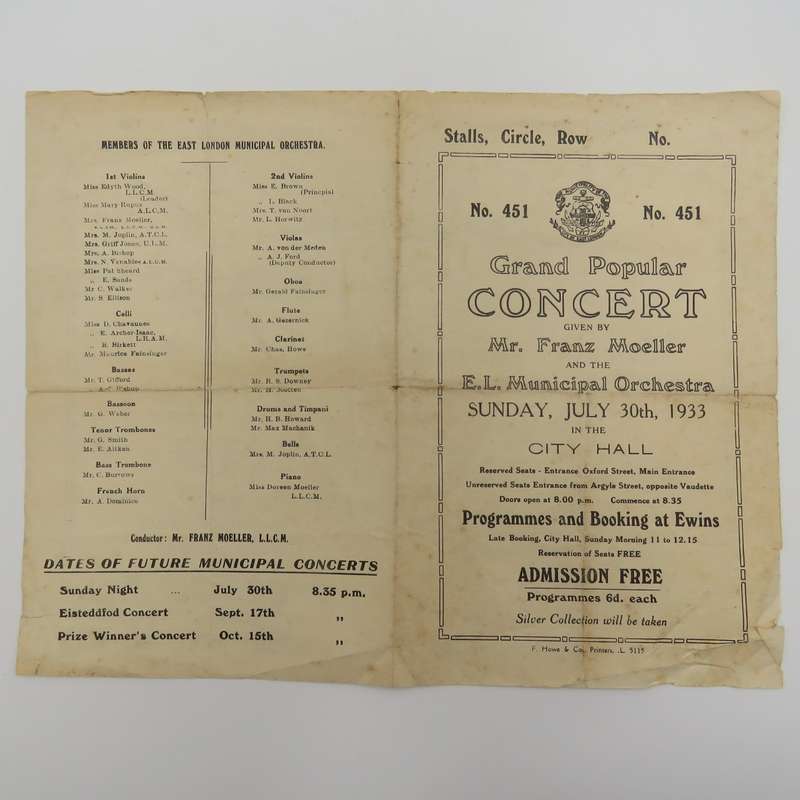 MEMBERS OF THE EAST LONDON MUNICIPAL ORCHESTRA.
1st Violins
Miss Edyth Wood,
L.L.C.M
(Leader)
Miss Mary Rupus
A.L.C.M.
Mrs. Franz Moeller,
Mrs. M. Joplin, A.T.C.L.
Mrs. Griff Jones, U.L.M.
Mrs. A. Bishop
Mrs. N. Venables A.L.C.M.
Miss Pat Sheard
„ E. Sands
Mr C. Walker
Mr. S. Ellison
Celli
Miss D. Chavannes
„ E. Archer-Isaac,
L.R.A.M.
„ B. Birkett
Mr. Maurice Fainsinger
Basses
Mr. T. Gifford
Bassoon
Mr. G. Weber
Tenor Trombones
Mr. G. Smith
Mr. E. Aitken
Bass Trombone
Mr. C. Burrows
French Horn
Mr. A. Dominico
2nd Violins
Miss E. Brown
(Principal)
„ I. Black
Mrs. T. van Noort
Mr. L. Horwitz
Violas
Mr. A. von der Meden
„ A. J. Ford
(Deputy Conductor)
Oboe
Mr. Gerald Fainsinger
Flute
Mr. A. Gezernick
Clarinet
Mr. Chas. Howe
Trumpets
Mr. R. S. Downey
Drums and Timpani
Mr. R. B. Howard
Mr. Max Machanik
Bells
Mrs. M. Joplin, A.T.C.L.
Piano
Miss Doreen Moeller
L.L.C.M.
Conductor: Mr. FRANZ MOELLER, L.L.C.M.
DATES OF FUTURE MUNICIPAL CONCERTS
Sunday Night ... July 30th 8.35 p.m.
Eisteddfod Concert Sept. 17th „
Prize Winner's Concert Oct. 15th „
Stalls, Circle, Row No.
No. 451 No. 451
Grand Popular
CONCERT
GIVEN BY
Mr. Franz Moeller
AND THE
E.L. Municipal Orchestra
SUNDAY, JULY 30th, 1933
IN THE
CITY HALL
Reserved Seats - Entrance Oxford Street, Main Entrance
Unreserved Seats Entrance from Argyle Street, opposite Vaudette
Doors open at 8.00 p.m. Commence at 8.35
Programmes and Booking at Ewins
Late Booking, City Hall, Sunday Morning 11 to 12.15
Reservation of Seats FREE
ADMISSION FREE
Programmes 6d. each
Silver Collection will be taken
F. Howe & Co., Printers, .L. 5115